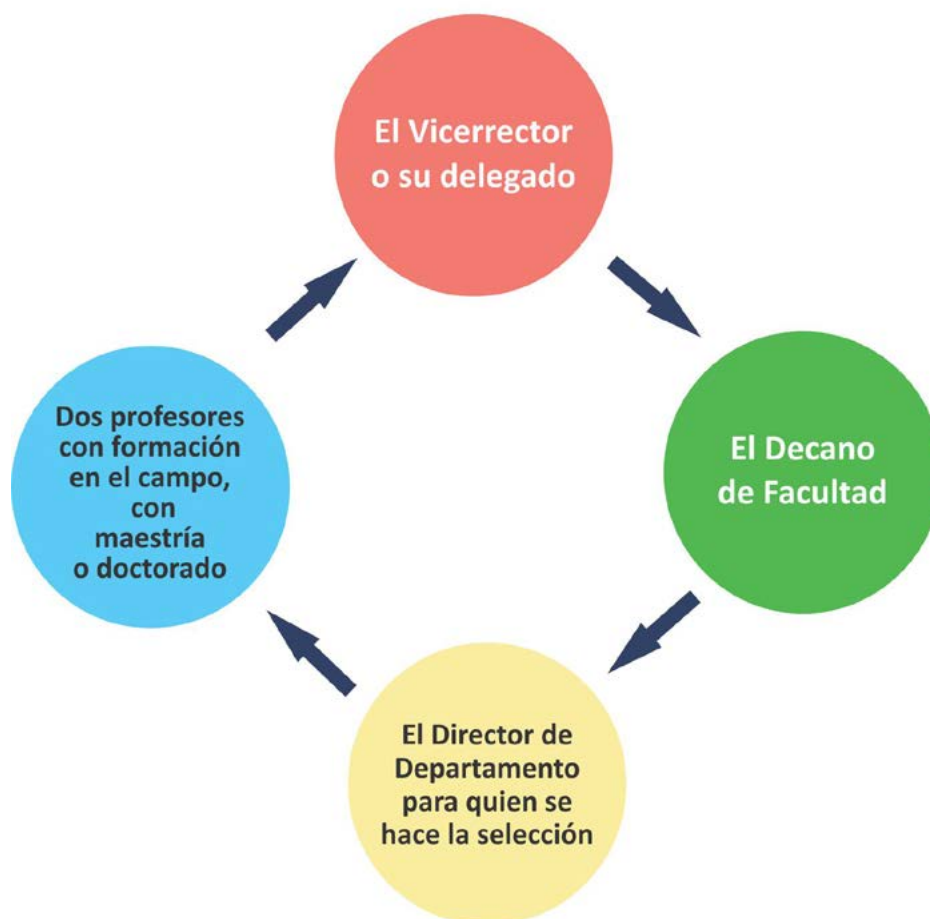 El Vicerrector
o su delegado
El Decano
de Facultad
El Director de
Departamento
para quien se
hace la selección
Dos profesores
con formación
en el campo,
con
maestría
o doctorado